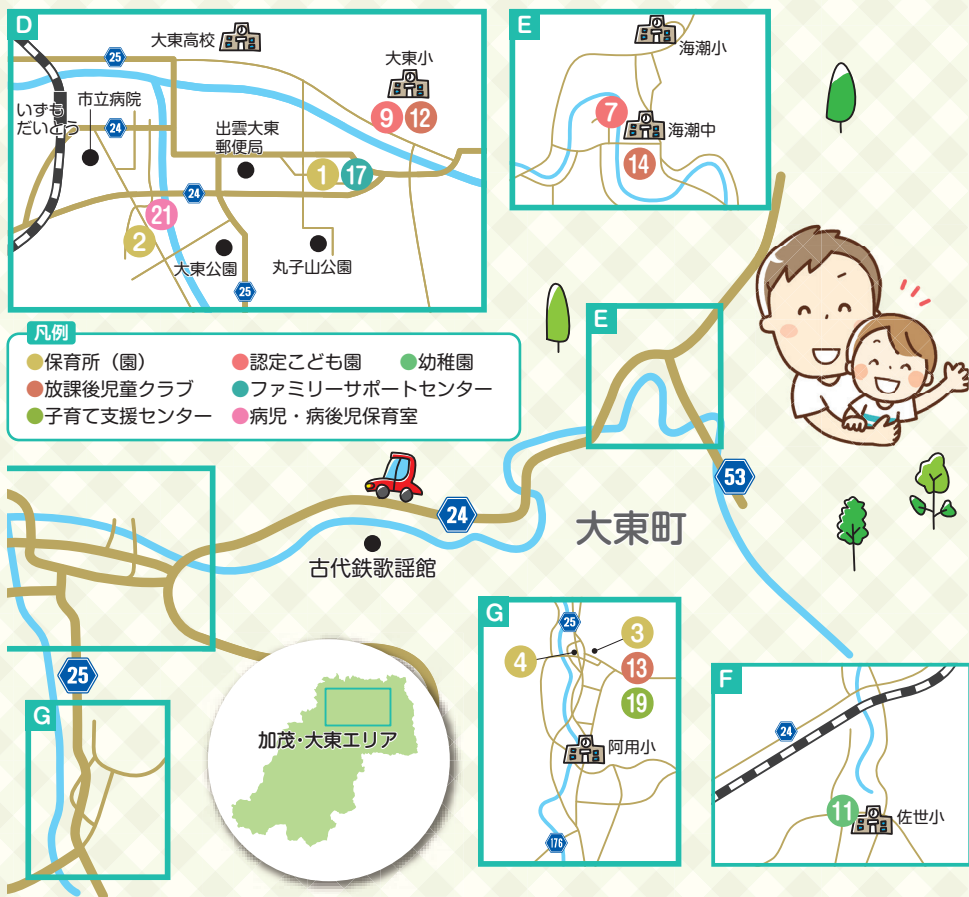 D
大東高校
25
大東小
市立病院
いずも
だいとう
24
出雲大東
郵便局
9
12
1
17
24
21
2
大東公園
丸子山公園
25
E
海潮小
7
海潮中
14
凡例
保育所（園）
認定こども園
幼稚園
放課後児童クラブ
ファミリーサポートセンター
子育て支援センター
病児・病後児保育室
E
53
24
大東町
古代鉄歌謡館
25
G
加茂・大東エリア
G
25
3
4
13
19
阿用小
176
F
24
11
佐世小